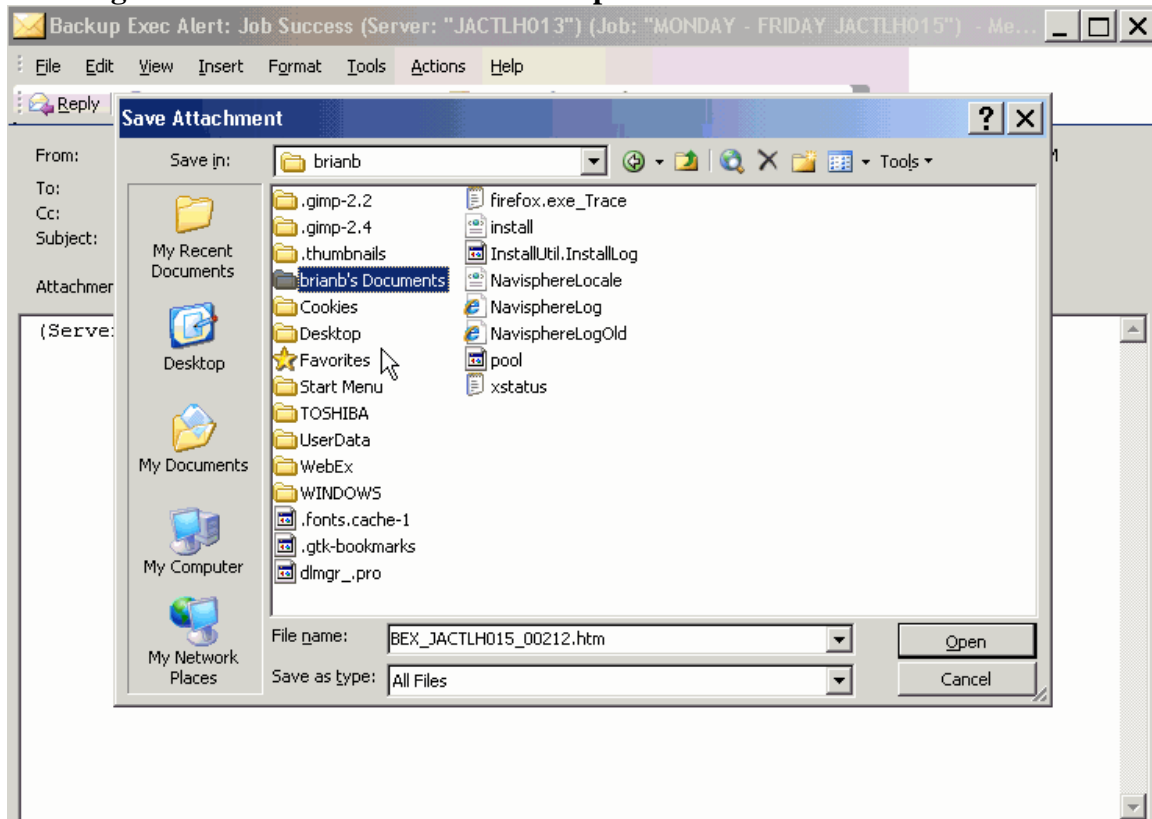 Backup Exec Alert: Job Success (Server: "JACTLH013") (Job: "MONDAY - FRIDAY JACTLH015") - Me...
File Edit View Insert Format Tools Actions Help
Reply
Save Attachment
From:
To:
Cc:
Subject:
Save in:
brianb
Tools
My Recent
Documents
Desktop
My Documents
My Computer
My Network
Places
.gimp-2.2
.gimp-2.4
.thumbnails
brianb's Documents
Cookies
Desktop
Favorites
Start Menu
TOSHIBA
UserData
WebEx
WINDOWS
.fonts.cache-1
.gtk-bookmarks
dlmgr_.pro
firefox.exe_Trace
install
InstallUtil.InstallLog
NavisphereLocale
NavisphereLog
NavisphereLogOld
pool
xstatus
File name:
BEX_JACTLH015_00212.htm
Open
Save as type:
All Files
Cancel